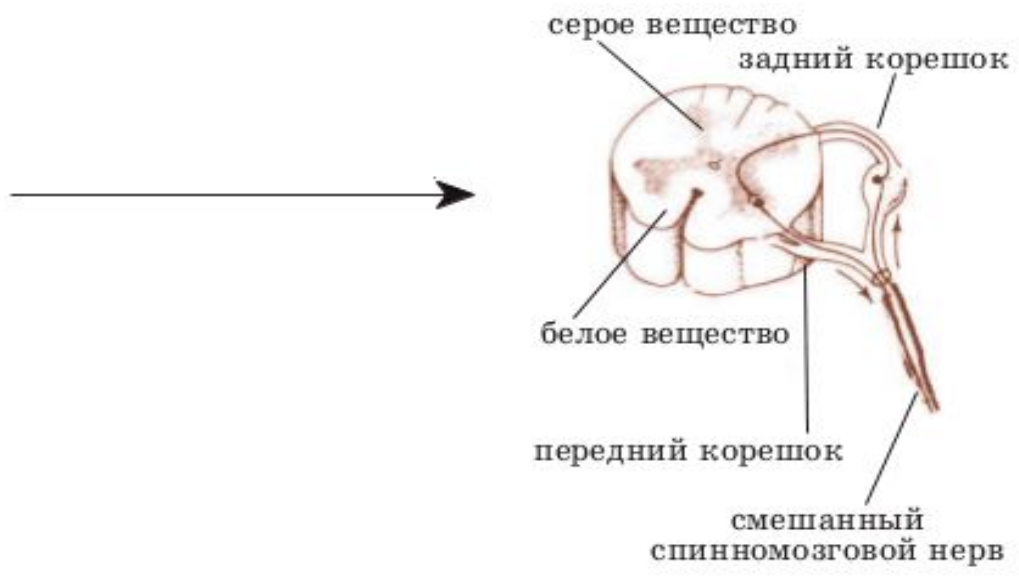 серое вещество
задний корешок
белое вещество
передний корешок
смешанный
спинномозговой нерв